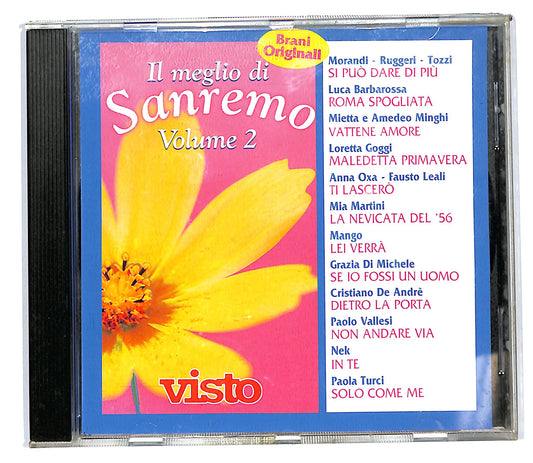 Brani
Originali
Il meglio di
Sanremo
Volume 2
visto
Morandi - Ruggeri - Tozzi
SI PUÒ DARE DI PIÙ
Luca Barbarossa
ROMA SPOGLIATA
Mietta e Amedeo Minghi
VATTENE AMORE
Loretta Goggi
MALEDETTA PRIMAVERA
Anna Oxa - Fausto Leali
TI LASCERÒ
Mia Martini
LA NEVICATA DEL '56
Mango
LEI VERRÀ
Grazia Di Michele
SE IO FOSSI UN UOMO
Cristiano De Andrè
DIETRO LA PORTA
Paolo Vallesi
NON ANDARE VIA
Nek
IN TE
Paola Turci
SOLO COME ME